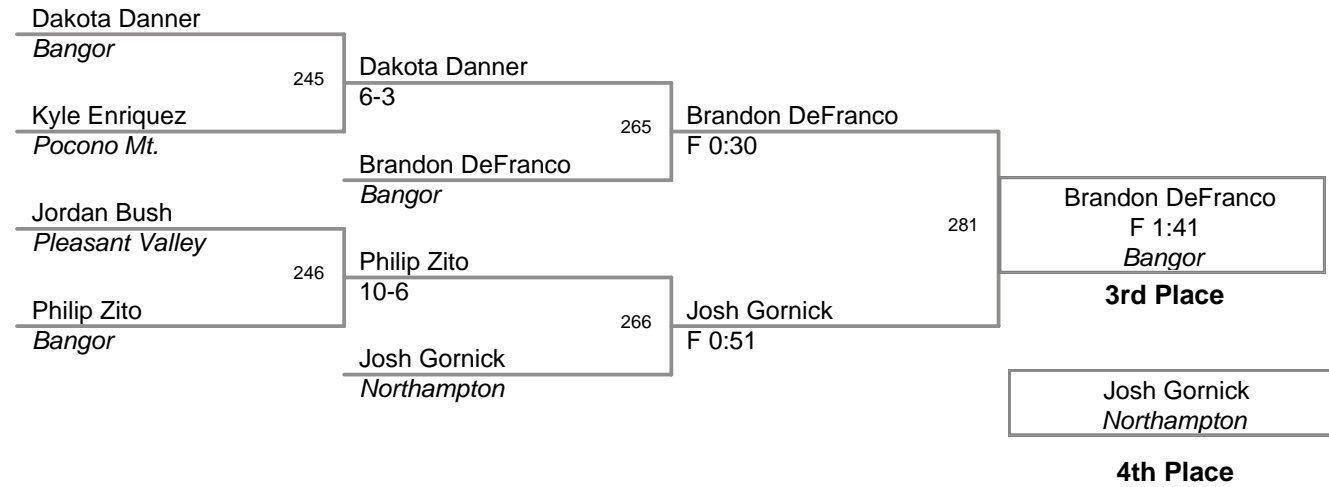 Dakota Danner
Bangor
245
Dakota Danner
6-3
Kyle Enriquez
Pocono Mt.
265
Brandon DeFranco
F 0:30
Brandon DeFranco
Bangor
Jordan Bush
Pleasant Valley
281
Brandon DeFranco
F 1:41
Bangor
3rd Place
246
Philip Zito
10-6
Philip Zito
Bangor
266
Josh Gornick
F 0:51
Josh Gornick
Northampton
Josh Gornick
Northampton
4th Place